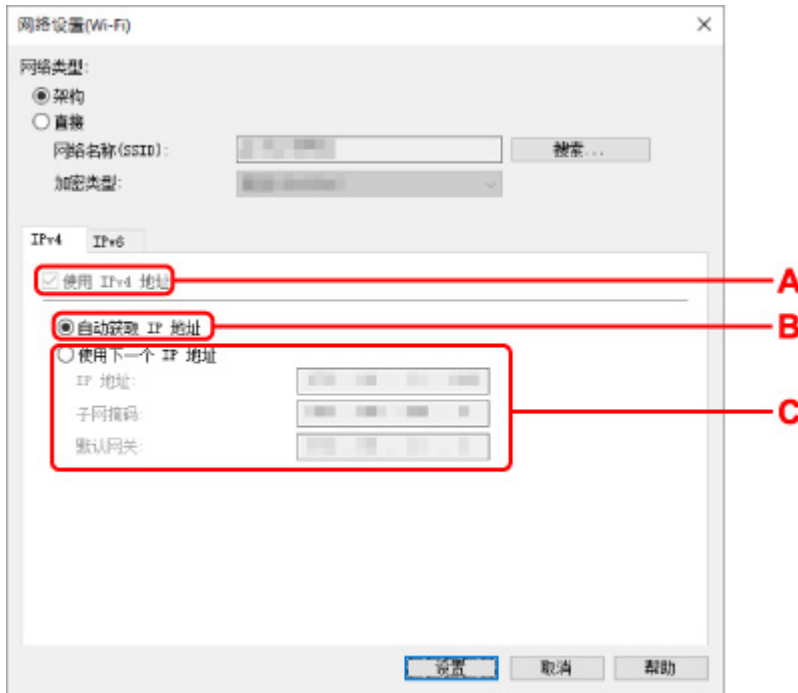 网络设置(Wi-Fi)
网络类型:
架构
直接
网络名称(SSID):
搜索...
加密类型:
IPv4 IPv6
使用 IPv4 地址
A
自动获取 IP 地址
B
使用下一个 IP 地址
IP 地址:
子网掩码:
C
默认网关:
设置 取消 帮助